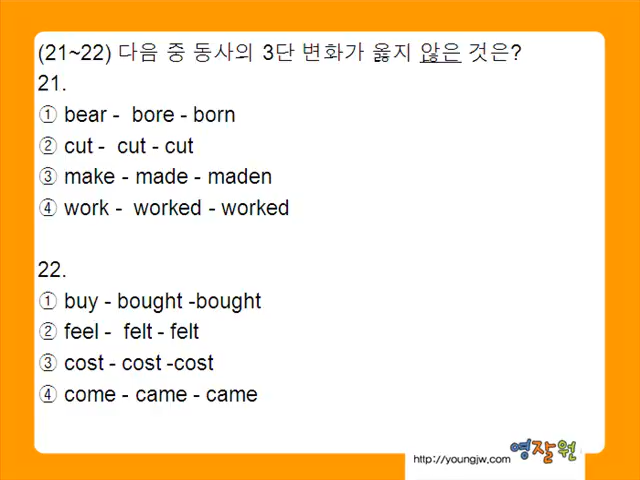 (21~22) 다음 중 동사의 3단 변화가 옳지 않은 것은?
21.
① bear - bore - born
② cut - cut - cut
③ make - made - maden
④ work - worked - worked
22.
① buy - bought -bought
② feel - felt - felt
③ cost - cost -cost
④ come - came - came
http://youngjw.com 영잘원